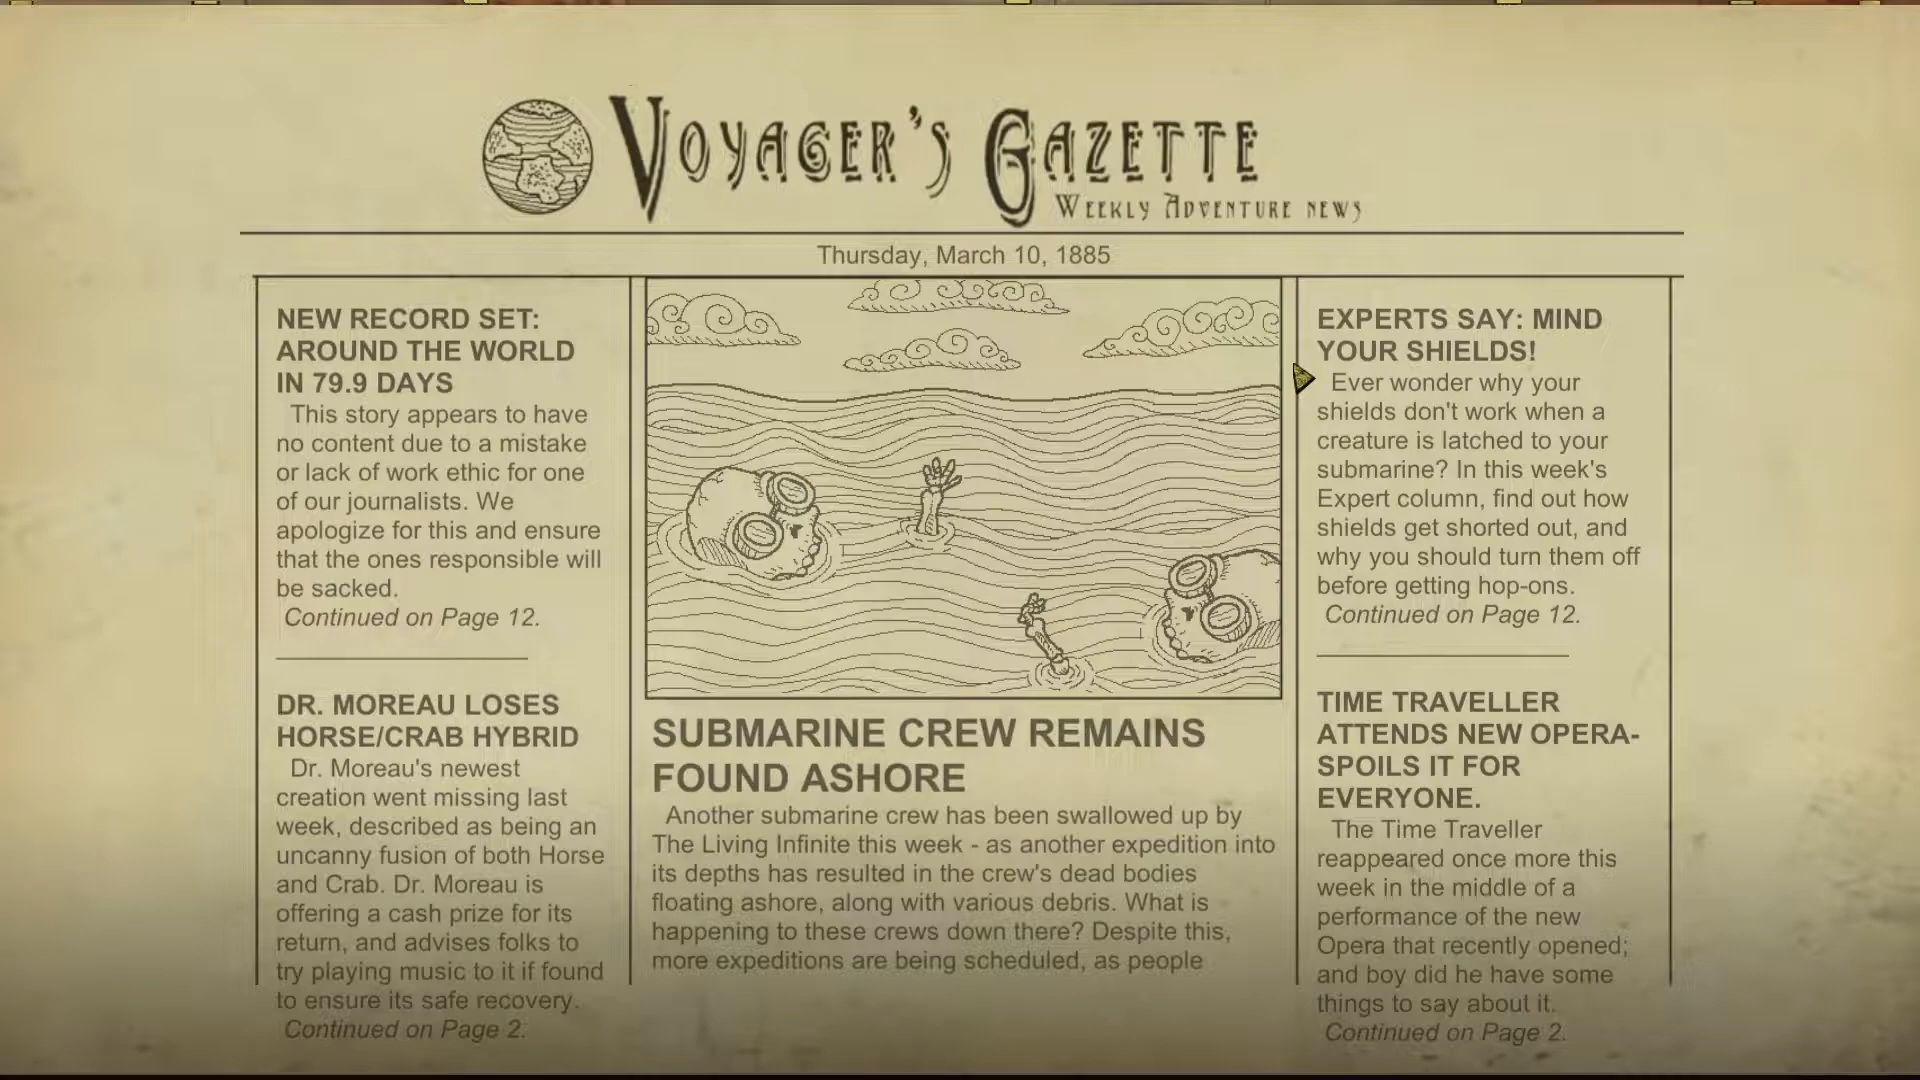 VOYAGER'S GAZETTE
WEEKLY ADVENTURE NEWS
Thursday, March 10, 1885
NEW RECORD SET:
AROUND THE WORLD
IN 79.9 DAYS
This story appears to have
no content due to a mistake
or lack of work ethic for one
of our journalists. We
apologize for this and ensure
that the ones responsible will
be sacked.
Continued on Page 12.
DR. MOREAU LOSES
HORSE/CRAB HYBRID
Dr. Moreau's newest
creation went missing last
week, described as being an
uncanny fusion of both Horse
and Crab. Dr. Moreau is
offering a cash prize for its
return, and advises folks to
try playing music to it if found
to ensure its safe recovery.
Continued on Page 2.
SUBMARINE CREW REMAINS
FOUND ASHORE
Another submarine crew has been swallowed up by
The Living Infinite this week - as another expedition into
its depths has resulted in the crew's dead bodies
floating ashore, along with various debris. What is
happening to these crews down there? Despite this,
more expeditions are being scheduled, as people
EXPERTS SAY: MIND
YOUR SHIELDS!
Ever wonder why your
shields don't work when a
creature is latched to your
submarine? In this week's
Expert column, find out how
shields get shorted out, and
why you should turn them off
before getting hop-ons.
Continued on Page 12.
TIME TRAVELLER
ATTENDS NEW OPERA-
SPOILS IT FOR
EVERYONE.
The Time Traveller
reappeared once more this
week in the middle of a
performance of the new
Opera that recently opened;
and boy did he have some
things to say about it.
Continued on Page 2.